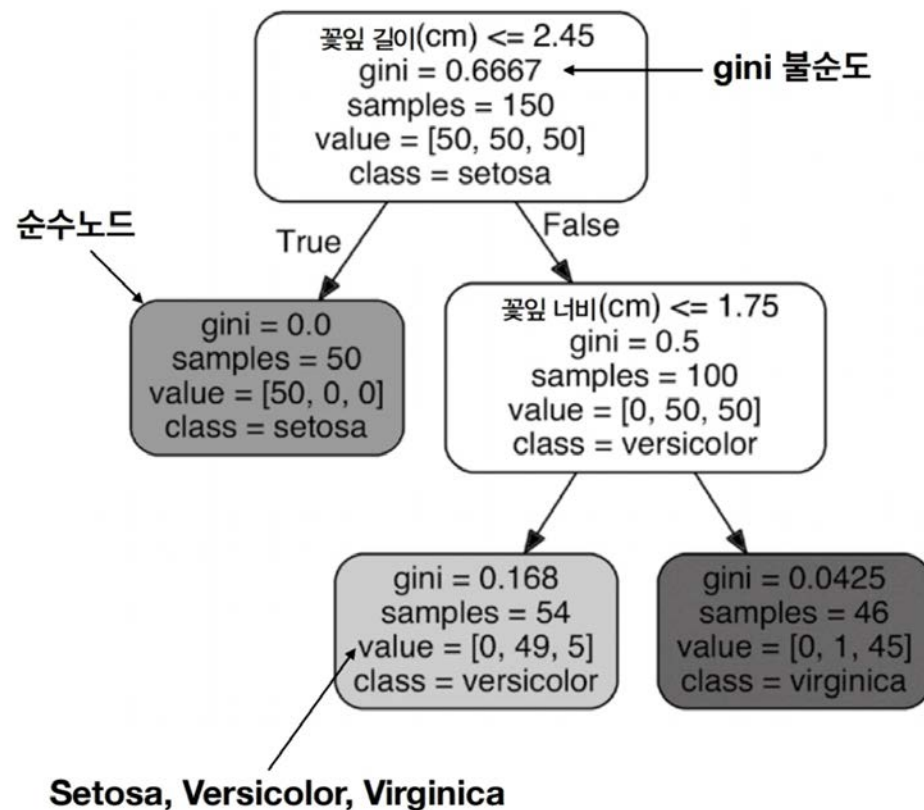 꽃잎 길이(cm) <= 2.45
gini = 0.6667
samples = 150
value = [50, 50, 50]
class = setosa
gini 불순도
순수노드
True
False
gini = 0.0
samples = 50
value = [50, 0, 0]
class = setosa
꽃잎 너비(cm) <= 1.75
gini = 0.5
samples = 100
value = [0, 50, 50]
class = versicolor
gini = 0.168
samples = 54
value = [0, 49, 5]
class = versicolor
gini = 0.0425
samples = 46
value = [0, 1, 45]
class = virginica
Setosa, Versicolor, Virginica